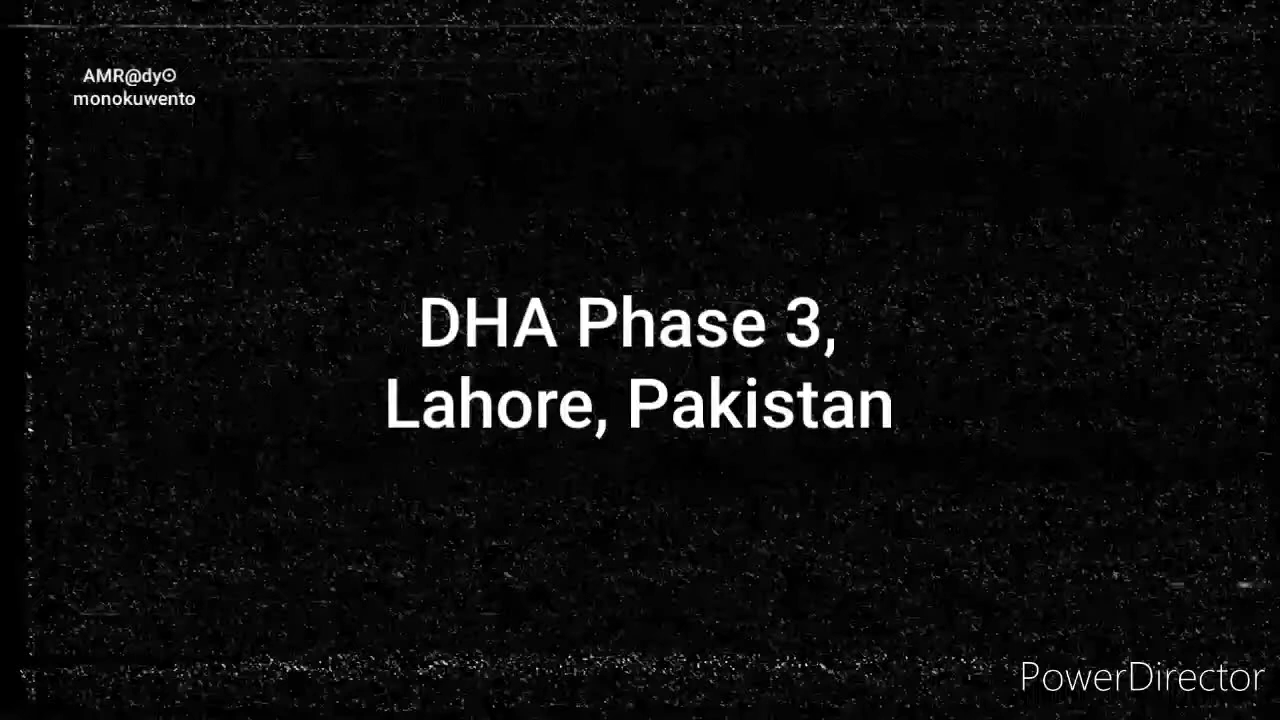 AMR@dy⊙
monokuwento
DHA Phase 3,
Lahore, Pakistan
PowerDirector